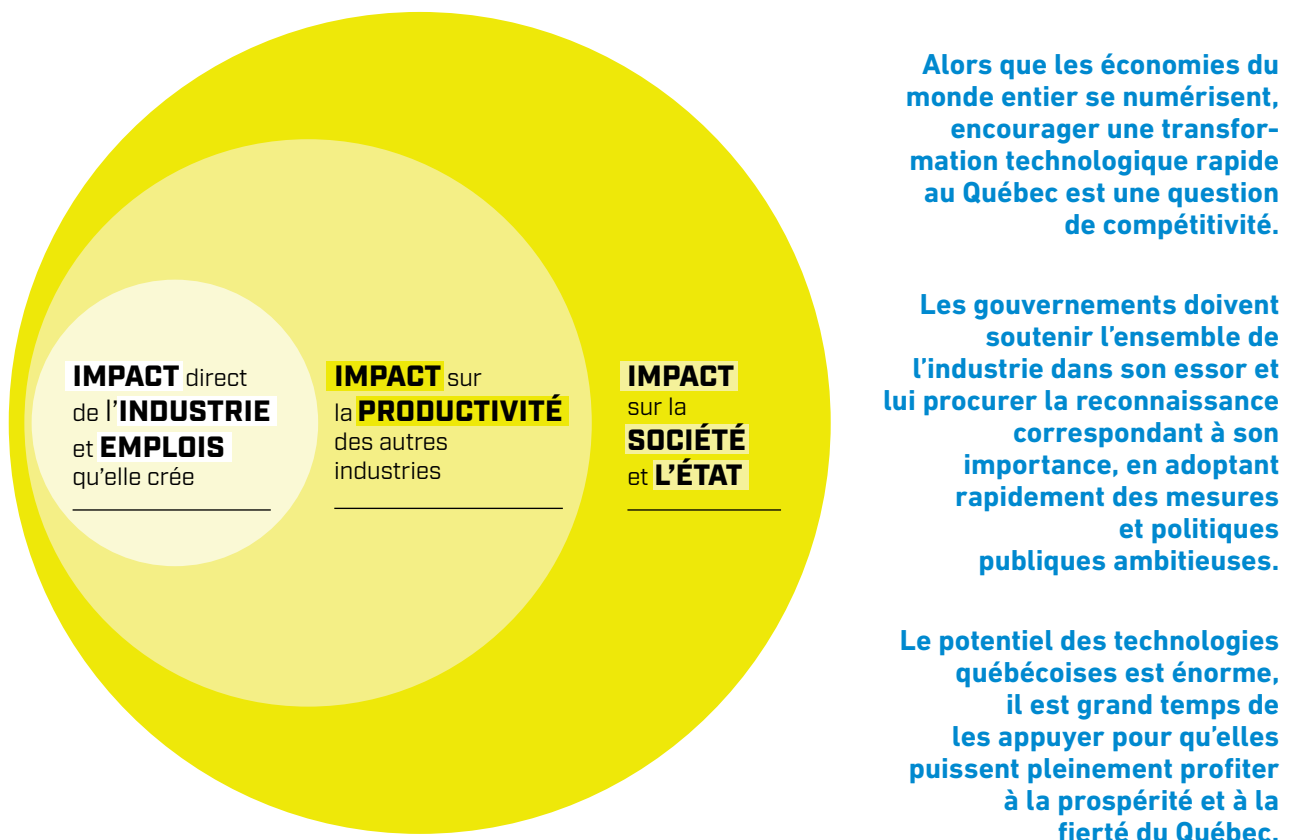 IMPACT direct
de l'INDUSTRIE
et EMPLOIS
qu'elle crée
IMPACT sur
la PRODUCTIVITÉ
des autres
industries
IMPACT
sur la
SOCIÉTÉ
et L'ÉTAT
Alors que les économies du
monde entier se numérisent,
encourager une transfor-
mation technologique rapide
au Québec est une question
de compétitivité.
Les gouvernements doivent
soutenir l'ensemble de
l'industrie dans son essor et
lui procurer la reconnaissance
correspondant à son
importance, en adoptant
rapidement des mesures
et politiques
publiques ambitieuses.
Le potentiel des technologies
québécoises est énorme,
il est grand temps de
les appuyer pour qu'elles
puissent pleinement profiter
à la prospérité et à la
fierté du Québec.